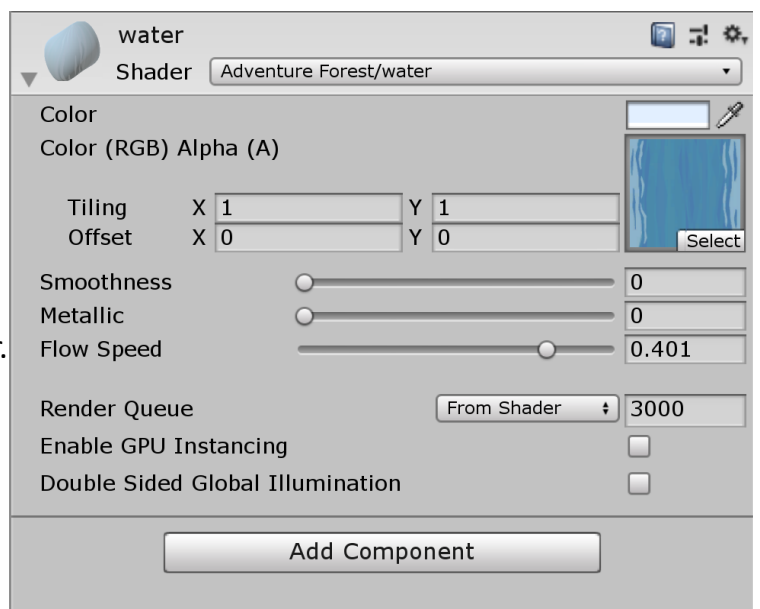 water
Shader Adventure Forest/water
Color
Color (RGB) Alpha (A)
Tiling X 1 Y 1
Offset X 0 Y 0
Select
Smoothness 0
Metallic 0
Flow Speed 0.401
Render Queue From Shader 3000
Enable GPU Instancing
Double Sided Global Illumination
Add Component